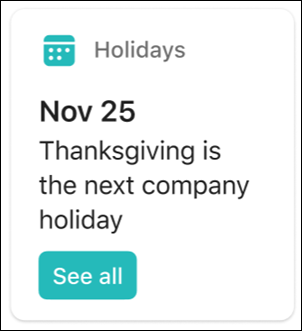 Holidays
Nov 25
Thanksgiving is
the next company
holiday
See all